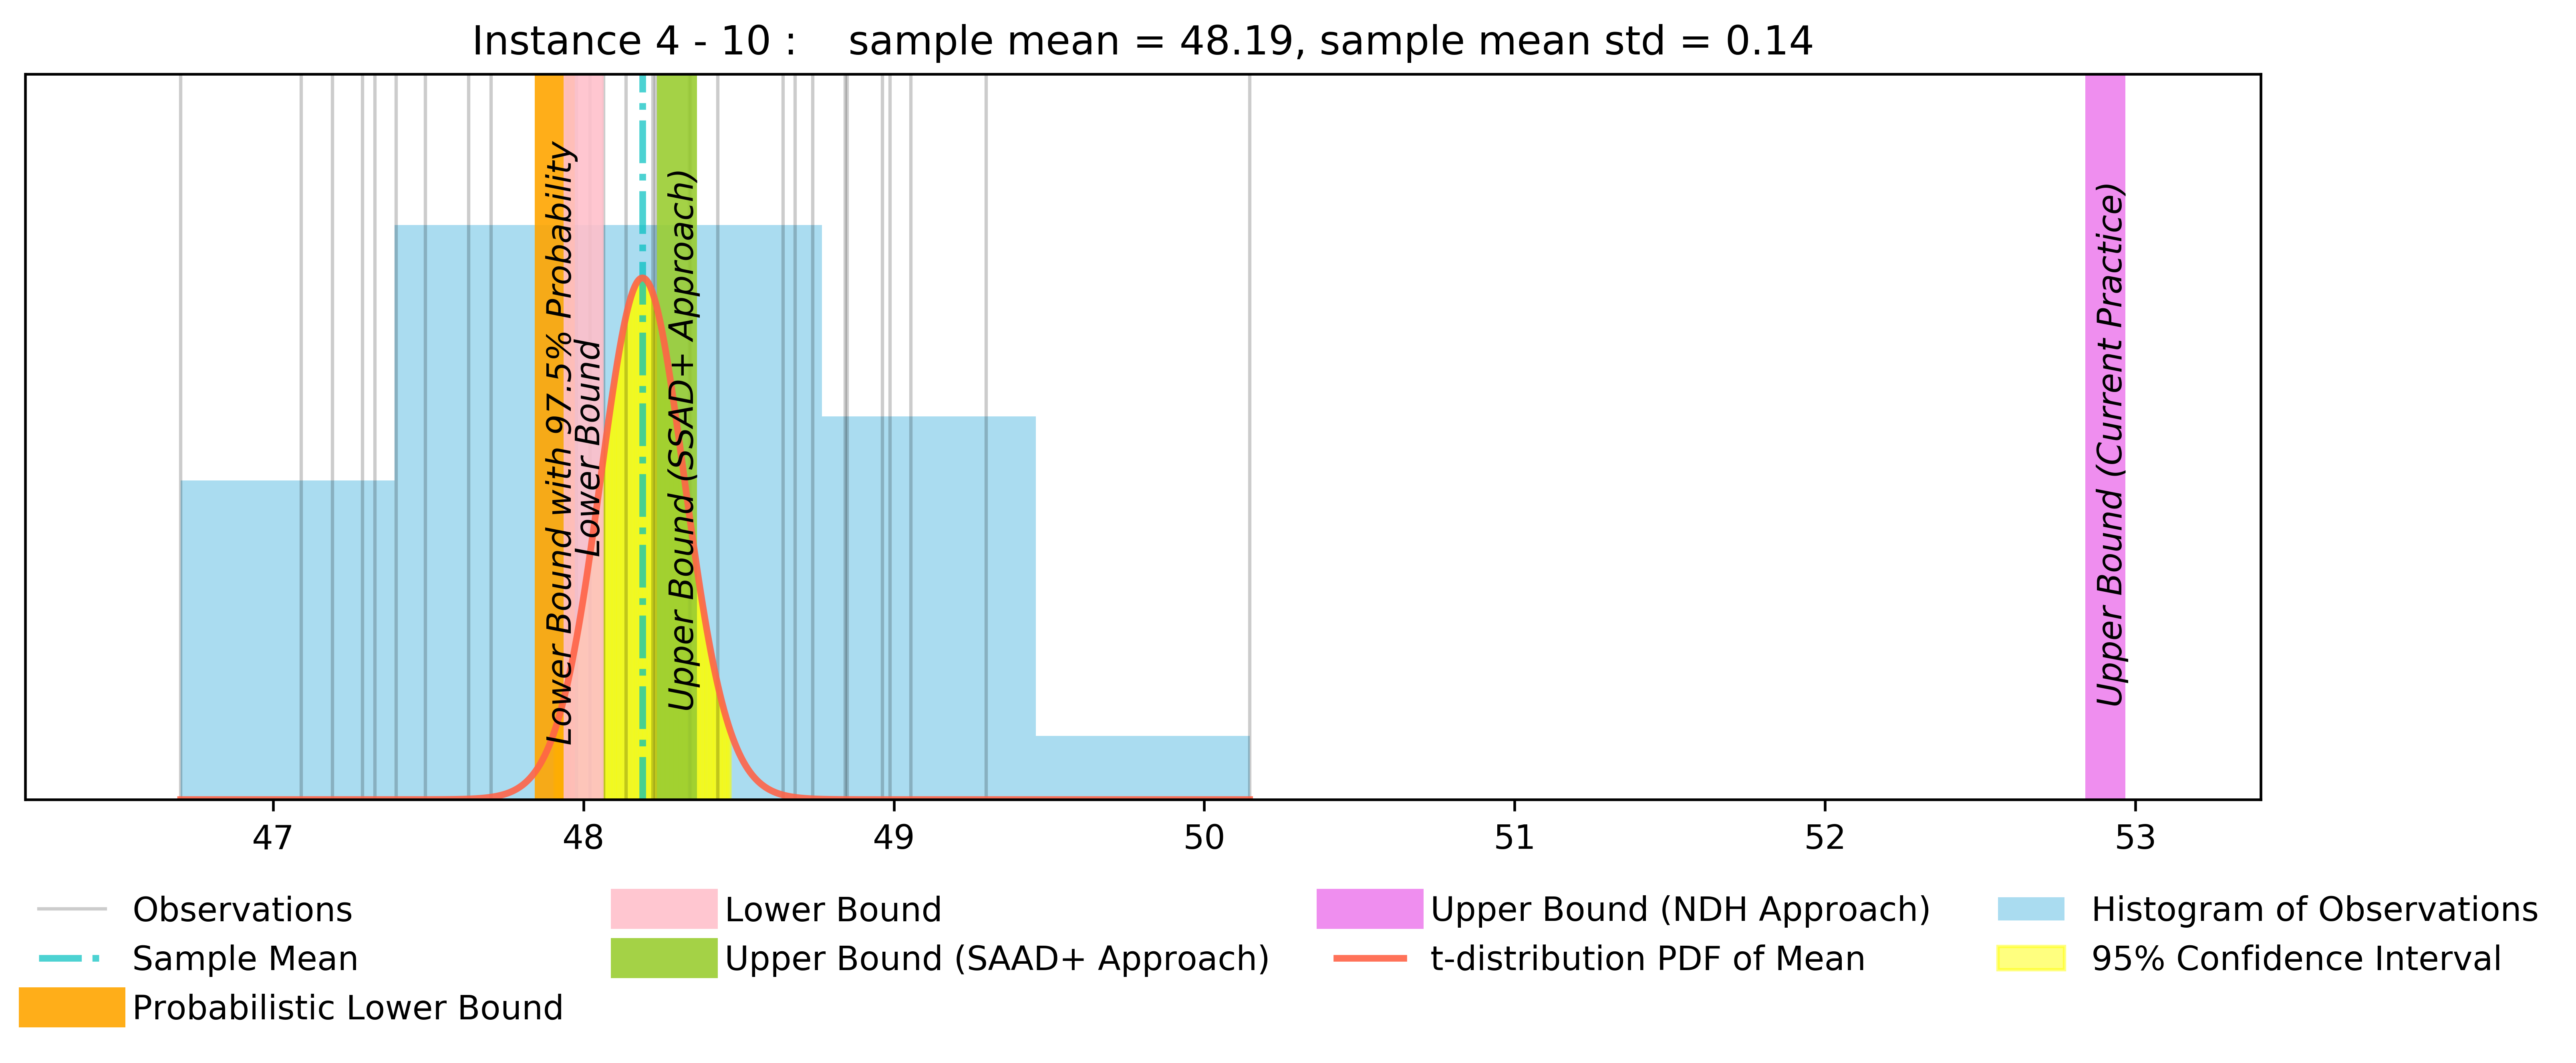 Instance 4 - 10 :    sample mean = 48.19, sample mean std = 0.14
Lower Bound with 97.5% Probability
Lower Bound
Upper Bound (SSAD+ Approach)
Upper Bound (Current Practice)
47 48 49 50 51 52 53
Observations
Sample Mean
Probabilistic Lower Bound
Lower Bound
Upper Bound (SAAD+ Approach)
Upper Bound (NDH Approach)
t-distribution PDF of Mean
Histogram of Observations
95% Confidence Interval